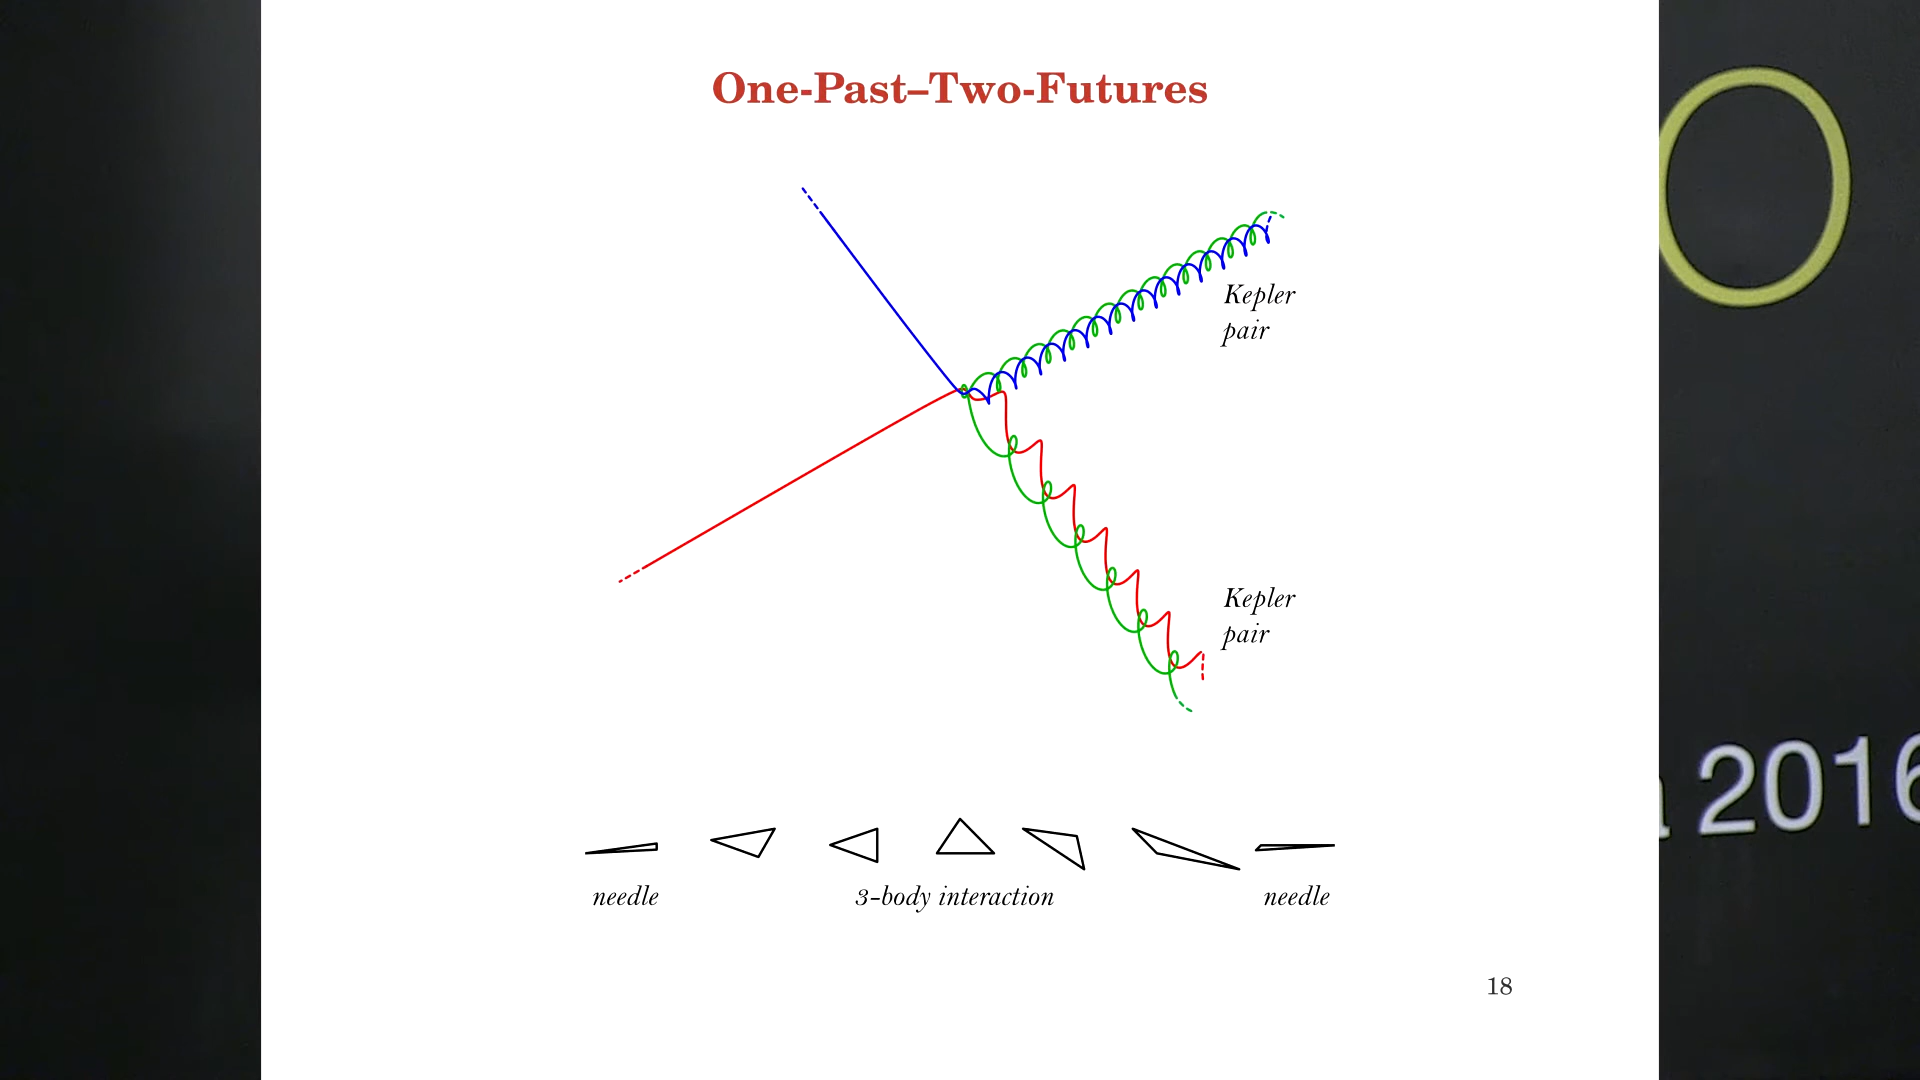 One-Past–Two-Futures
Kepler
pair
Kepler
pair
needle
3-body interaction
needle
18
2016